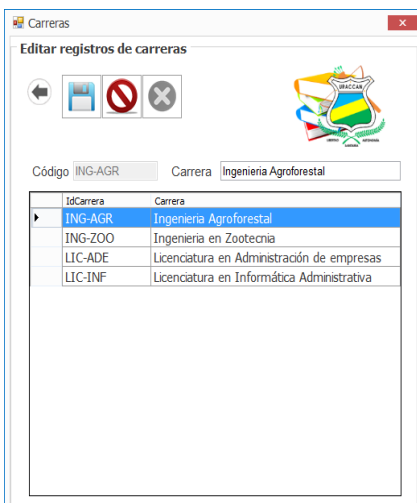 Carreras
Editar registros de carreras
URACCAN
Código ING-AGR Carrera Ingenieria Agroforestal
IdCarrera Carrera
ING-AGR Ingenieria Agroforestal
ING-ZOO Ingenieria en Zootecnia
LIC-ADE Licenciatura en Administración de empresas
LIC-INF Licenciatura en Informática Administrativa